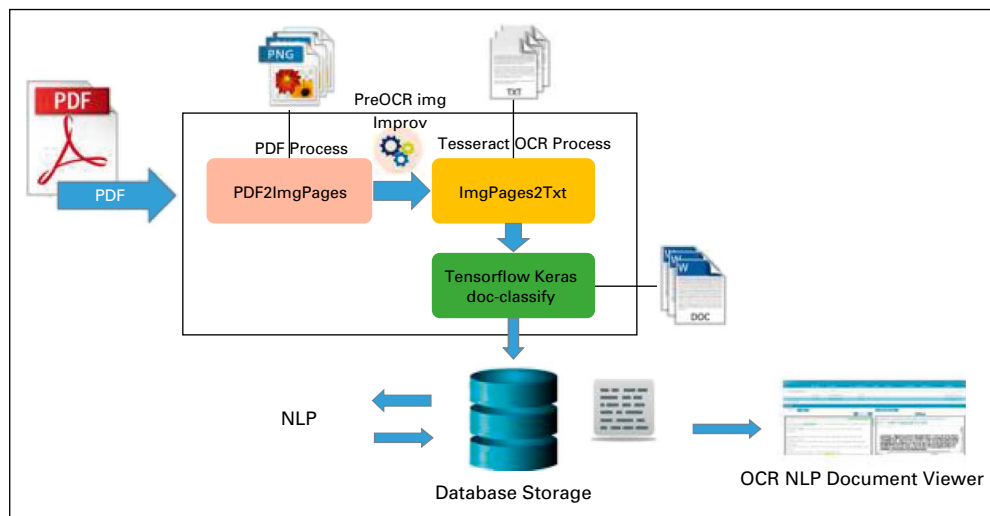 PNG
TXT
PDF
PreOCR img
Improv
PDF Process
Tesseract OCR Process
PDF
PDF2ImgPages
ImgPages2Txt
Tensorflow Keras
doc-classify
W
DOC
NLP
Database Storage
OCR NLP Document Viewer